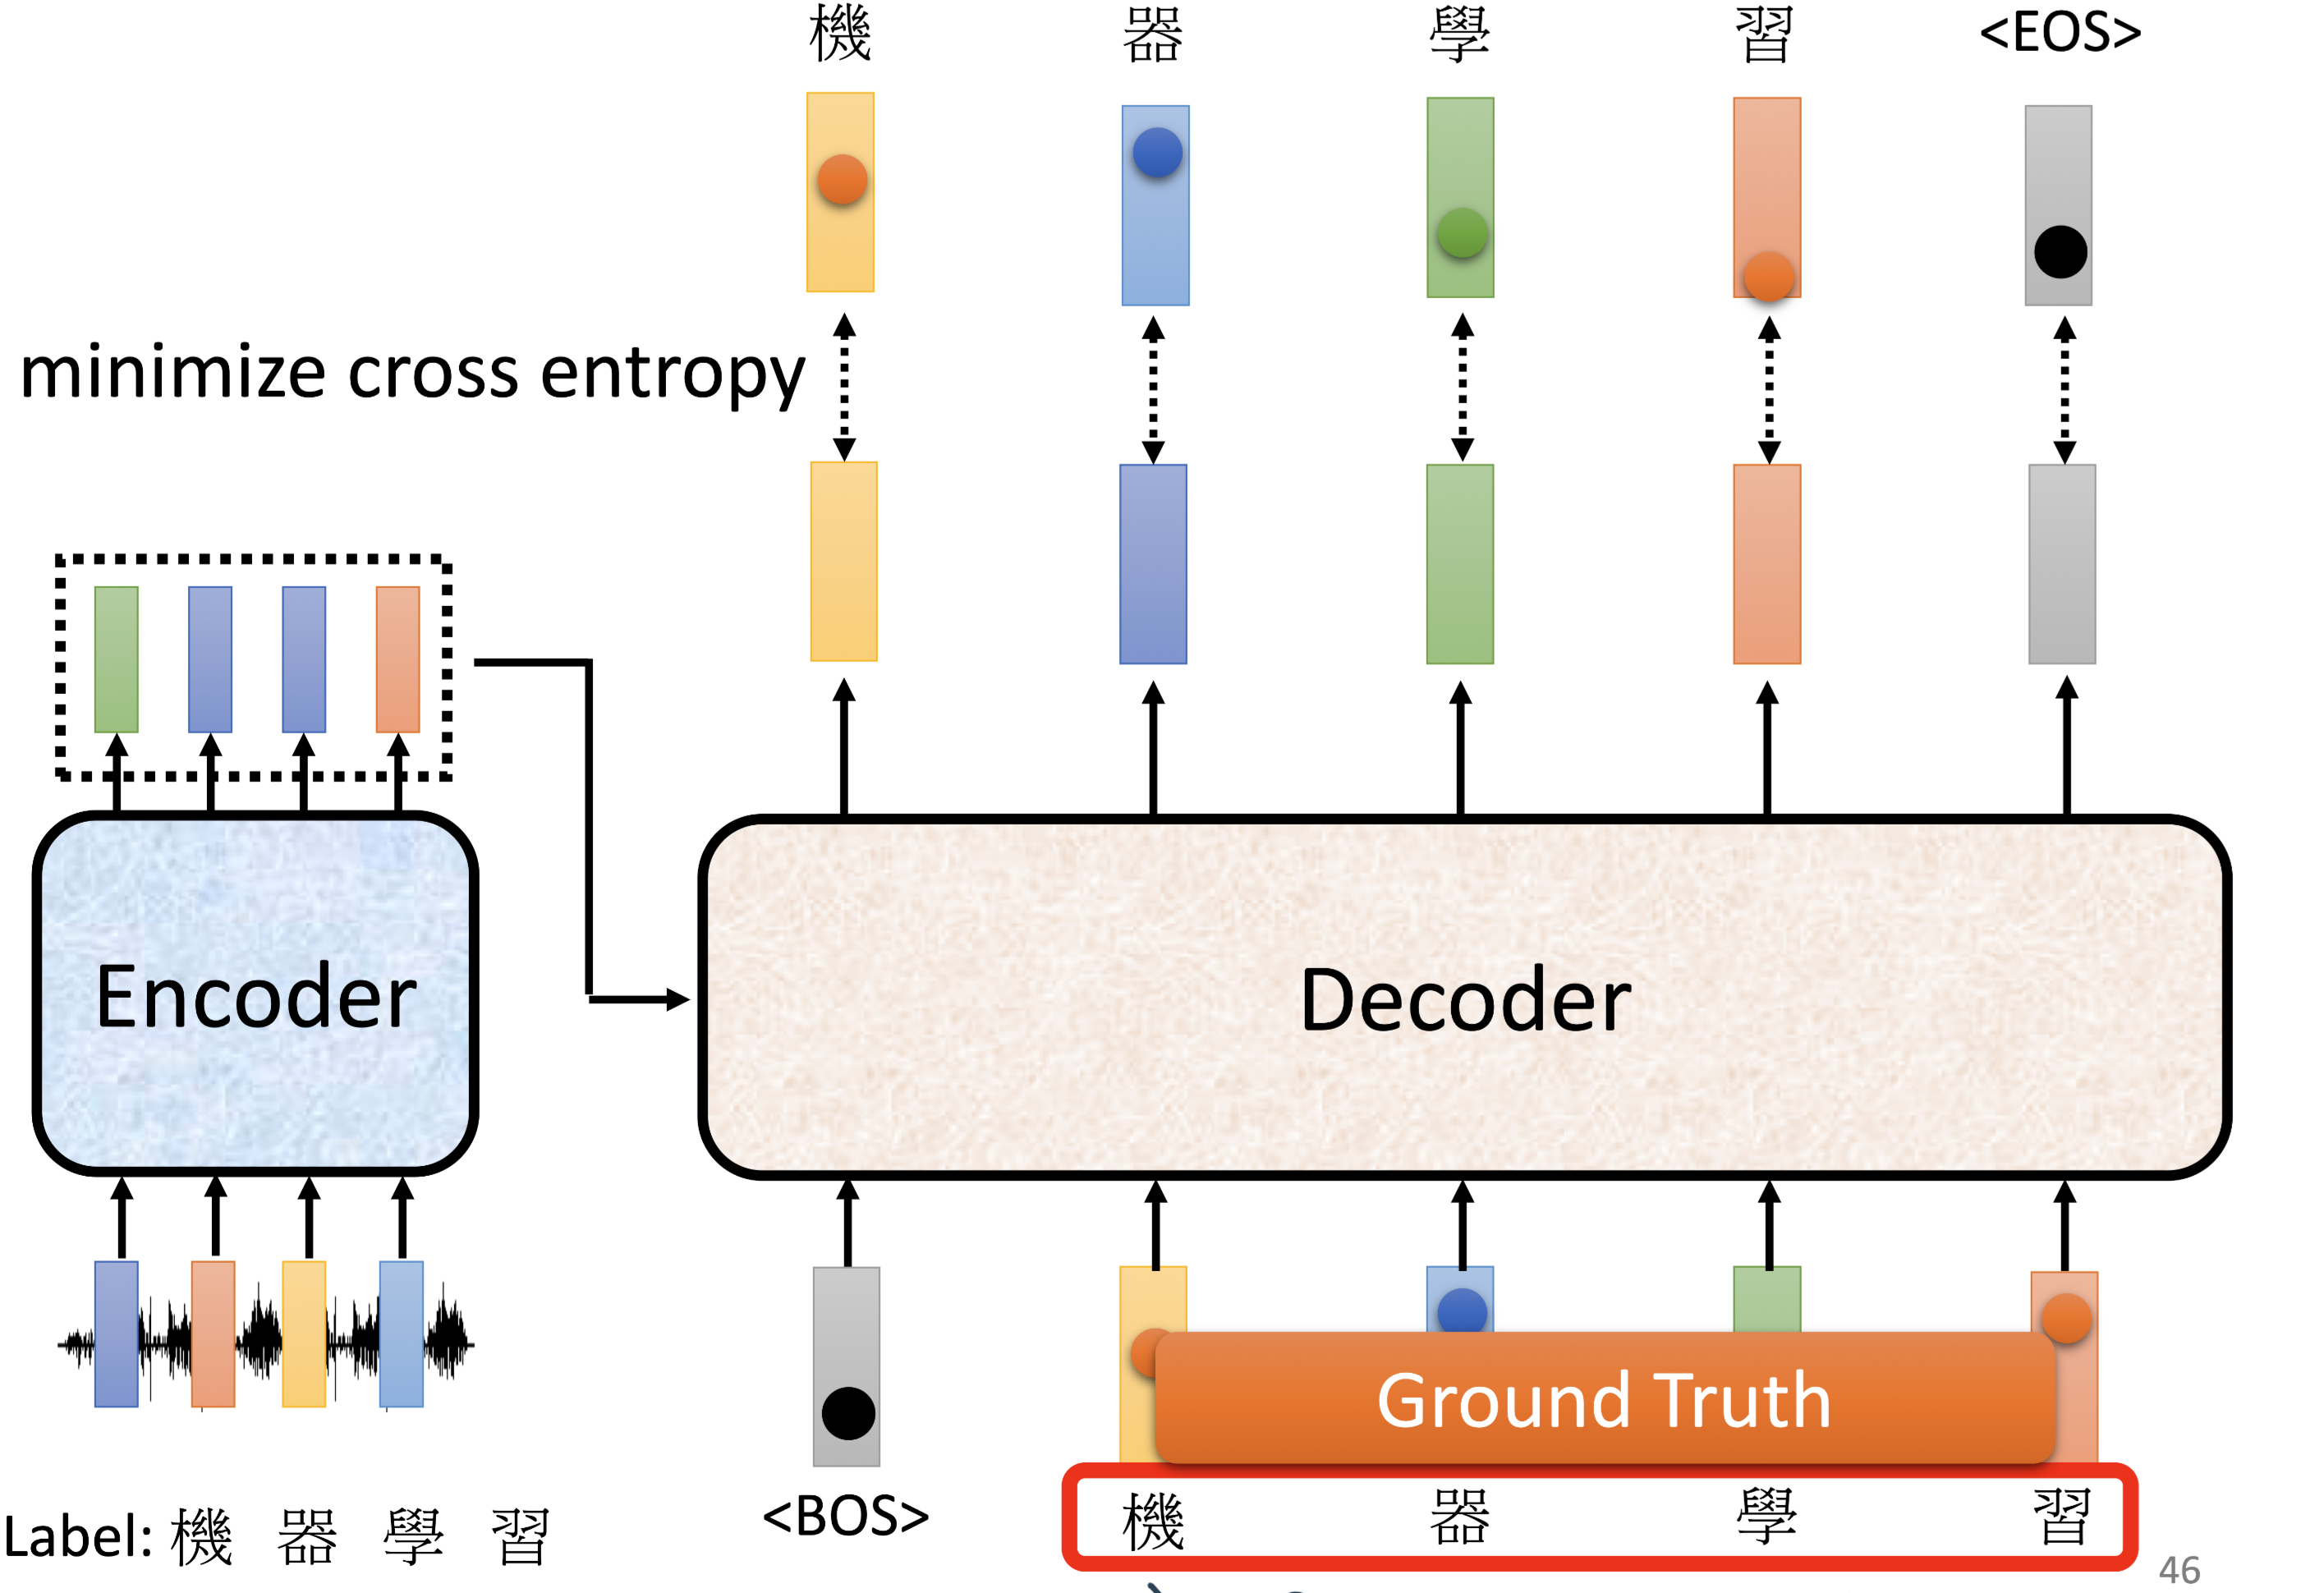 機 器 學 習 <EOS>
minimize cross entropy
Encoder
Decoder
Ground Truth
<BOS> 機 器 學 習
Label: 機 器 學 習
46